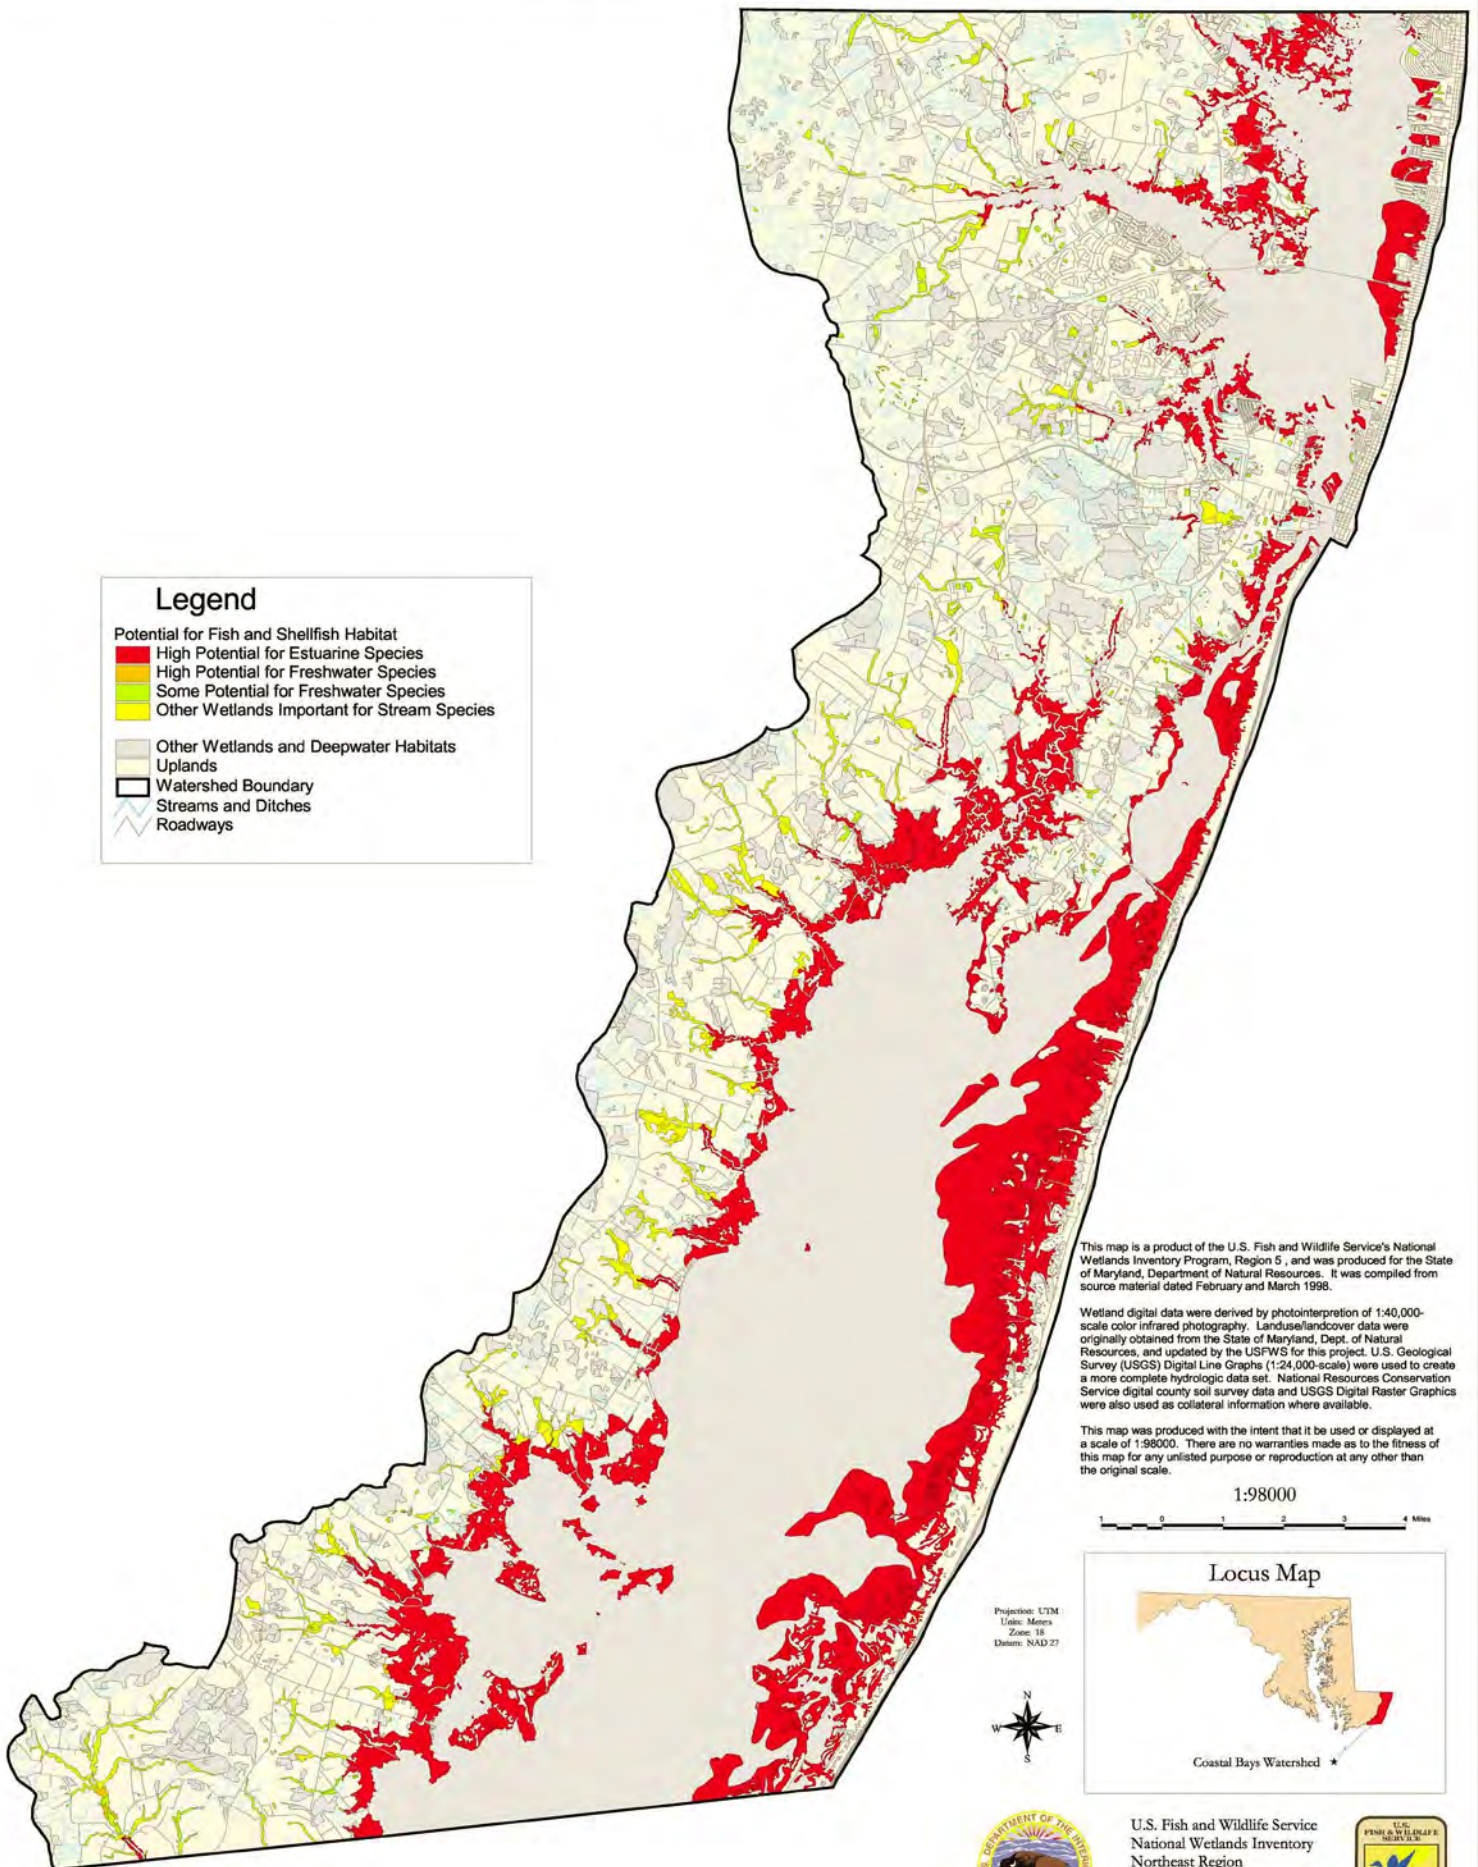 Legend
Potential for Fish and Shellfish Habitat
High Potential for Estuarine Species
High Potential for Freshwater Species
Some Potential for Freshwater Species
Other Wetlands Important for Stream Species
Other Wetlands and Deepwater Habitats
Uplands
Watershed Boundary
Streams and Ditches
Roadways
This map is a product of the U.S. Fish and Wildlife Service's National
Wetlands Inventory Program, Region 5 , and was produced for the State
of Maryland, Department of Natural Resources. It was compiled from
source material dated February and March 1998.
Wetland digital data were derived by photointerpretion of 1:40,000-
scale color infrared photography. Landuse/landcover data were
originally obtained from the State of Maryland, Dept. of Natural
Resources, and updated by the USFWS for this project. U.S. Geological
Survey (USGS) Digital Line Graphs (1:24,000-scale) were used to create
a more complete hydrologic data set. National Resources Conservation
Service digital county soil survey data and USGS Digital Raster Graphics
were also used as collateral information where available.
This map was produced with the intent that it be used or displayed at
a scale of 1:98000. There are no warranties made as to the fitness of
this map for any unlisted purpose or reproduction at any other than
the original scale.
1:98000
1 0 1 2 3 4 Miles
Locus Map
Coastal Bays Watershed
Projection: UTM
Units: Meters
Zone: 18
Datum: NAD 27
N
W E
S
U.S. DEPARTMENT OF THE INTERIOR
U.S. Fish and Wildlife Service
National Wetlands Inventory
Northeast Region
U.S.
FISH & WILDLIFE
SERVICE